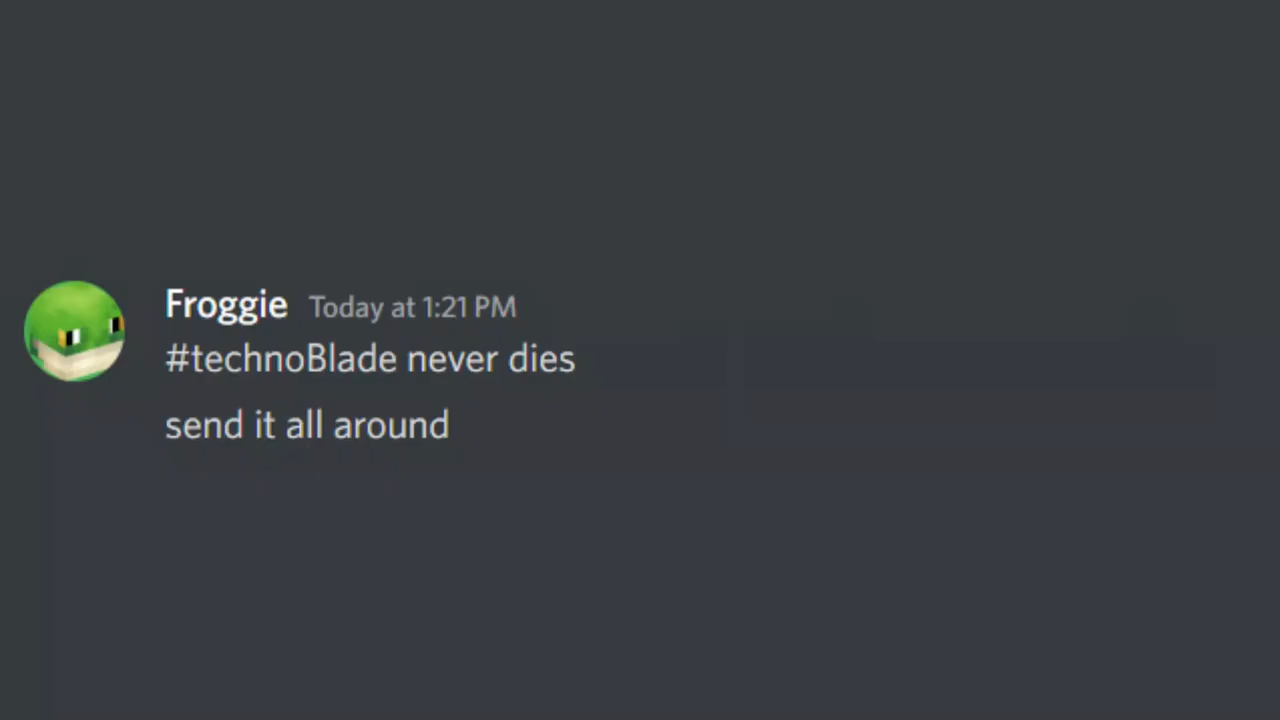 Froggie Today at 1:21 PM
#technoBlade never dies
send it all around